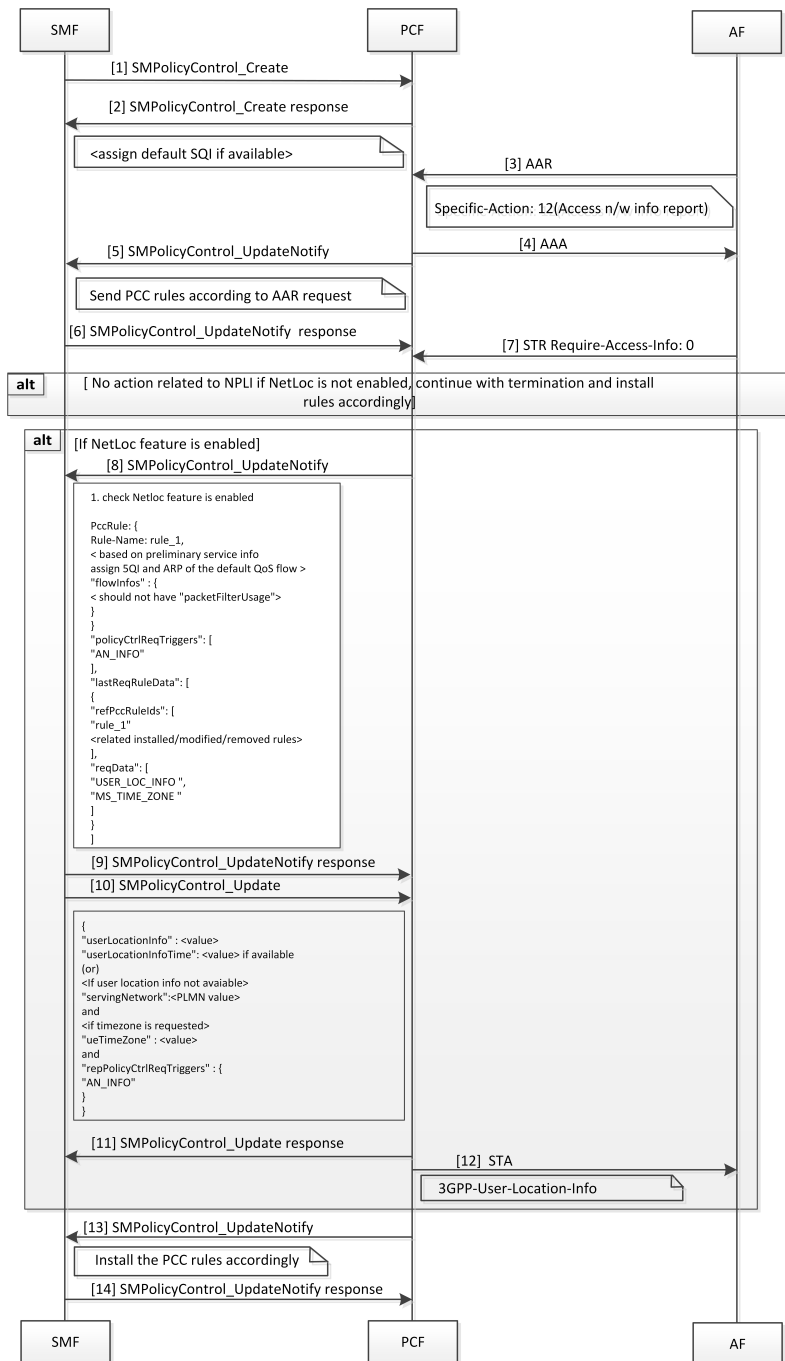 SMF
PCF
AF
[1] SMPolicyControl_Create
[2] SMPolicyControl_Create response
<assign default SQI if available>
[3] AAR
Specific-Action: 12(Access n/w info report)
[4] AAA
[5] SMPolicyControl_UpdateNotify
Send PCC rules according to AAR request
[6] SMPolicyControl_UpdateNotify  response
[7] STR Require-Access-Info: 0
alt
[ No action related to NPLI if NetLoc is not enabled, continue with termination and install
rules accordingly]
alt
[If NetLoc feature is enabled]
[8] SMPolicyControl_UpdateNotify
1. check Netloc feature is enabled
PccRule: {
Rule-Name: rule_1,
< based on preliminary service info
assign 5QI and ARP of the default QoS flow >
"flowInfos" : {
< should not have "packetFilterUsage">
}
}
"policyCtrlReqTriggers": [
"AN_INFO"
],
"lastReqRuleData": [
{
"refPccRuleIds": [
"rule_1"
<related installed/modified/removed rules>
],
"reqData": [
"USER_LOC_INFO ",
"MS_TIME_ZONE "
]
}
]
[9] SMPolicyControl_UpdateNotify response
[10] SMPolicyControl_Update
{
"userLocationInfo" : <value>
"userLocationInfoTime": <value> if available
(or)
<If user location info not avaiable>
"servingNetwork":<PLMN value>
and
<if timezone is requested>
"ueTimeZone" : <value>
and
"repPolicyCtrlReqTriggers" : {
"AN_INFO"
}
}
[11] SMPolicyControl_Update response
[12]  STA
3GPP-User-Location-Info
[13] SMPolicyControl_UpdateNotify
Install the PCC rules accordingly
[14] SMPolicyControl_UpdateNotify response
SMF
PCF
AF